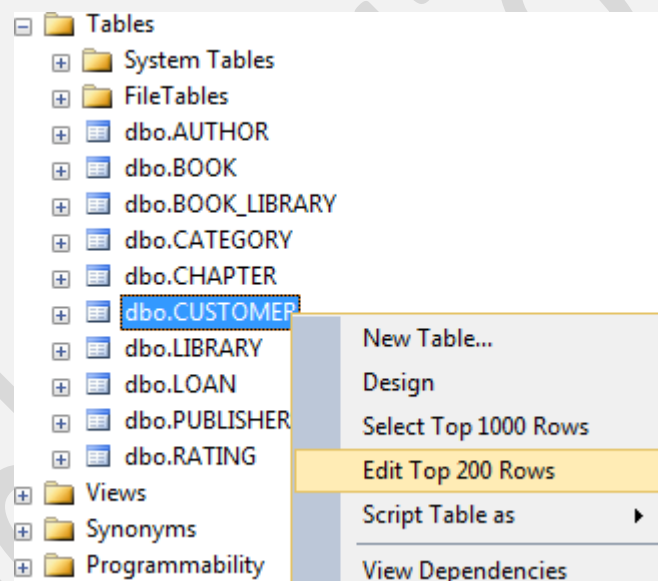 Tables
System Tables
FileTables
dbo.AUTHOR
dbo.BOOK
dbo.BOOK_LIBRARY
dbo.CATEGORY
dbo.CHAPTER
dbo.CUSTOMER
dbo.LIBRARY
dbo.LOAN
dbo.PUBLISHER
dbo.RATING
Views
Synonyms
Programmability
New Table...
Design
Select Top 1000 Rows
Edit Top 200 Rows
Script Table as
View Dependencies